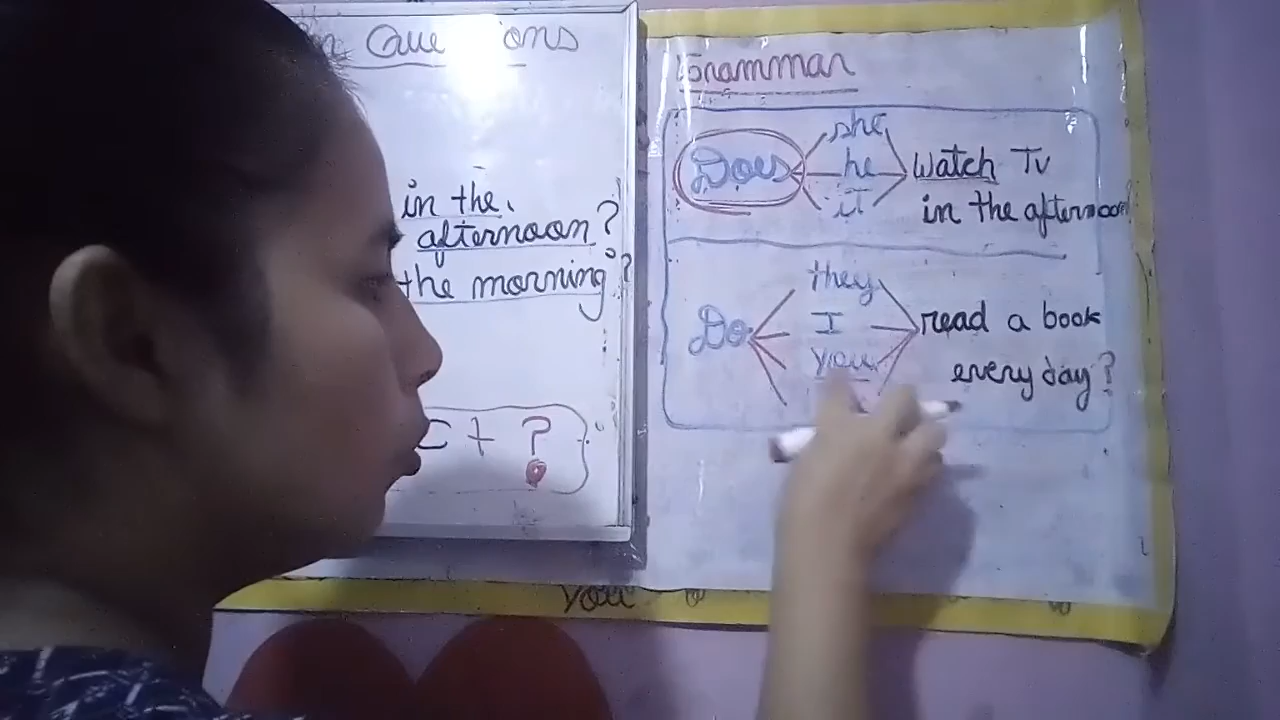 ons
in the
afternoon?
the morning?
C + ?
Grammar
Does
she
he
it
watch Tv
in the afternoon
Do
they
I
you
read a book
every day?
you